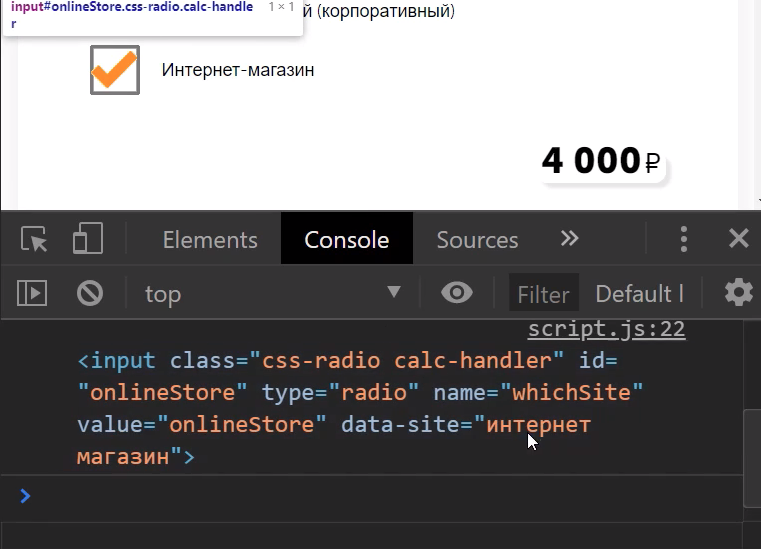 input#onlineStore.css-radio.calc-handle 1 × 1
r
й (корпоративный)
Интернет-магазин
4 000 ₽
Elements Console Sources »
top ▼ Filter Default l
script.js:22
<input class="css-radio calc-handler" id=
"onlineStore" type="radio" name="whichSite"
value="onlineStore" data-site="интернет
магазин">
>